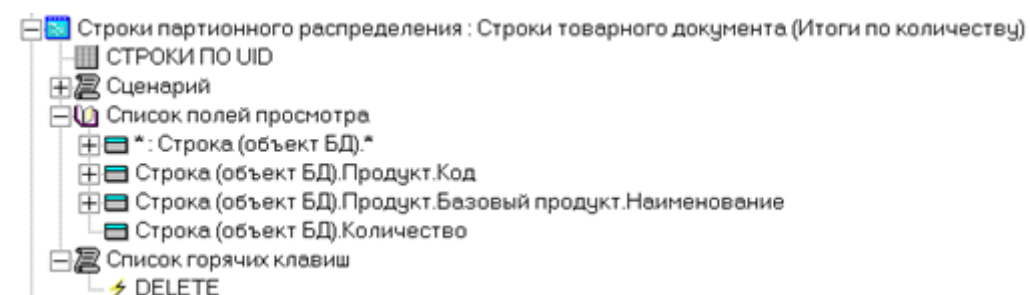 Строки партионного распределения : Строки товарного документа (Итоги по количеству)
СТРОКИ ПО UID
Сценарий
Список полей просмотра
* : Строка (объект БД).*
Строка (объект БД).Продукт.Код
Строка (объект БД).Продукт.Базовый продукт.Наименование
Строка (объект БД).Количество
Список горячих клавиш
DELETE